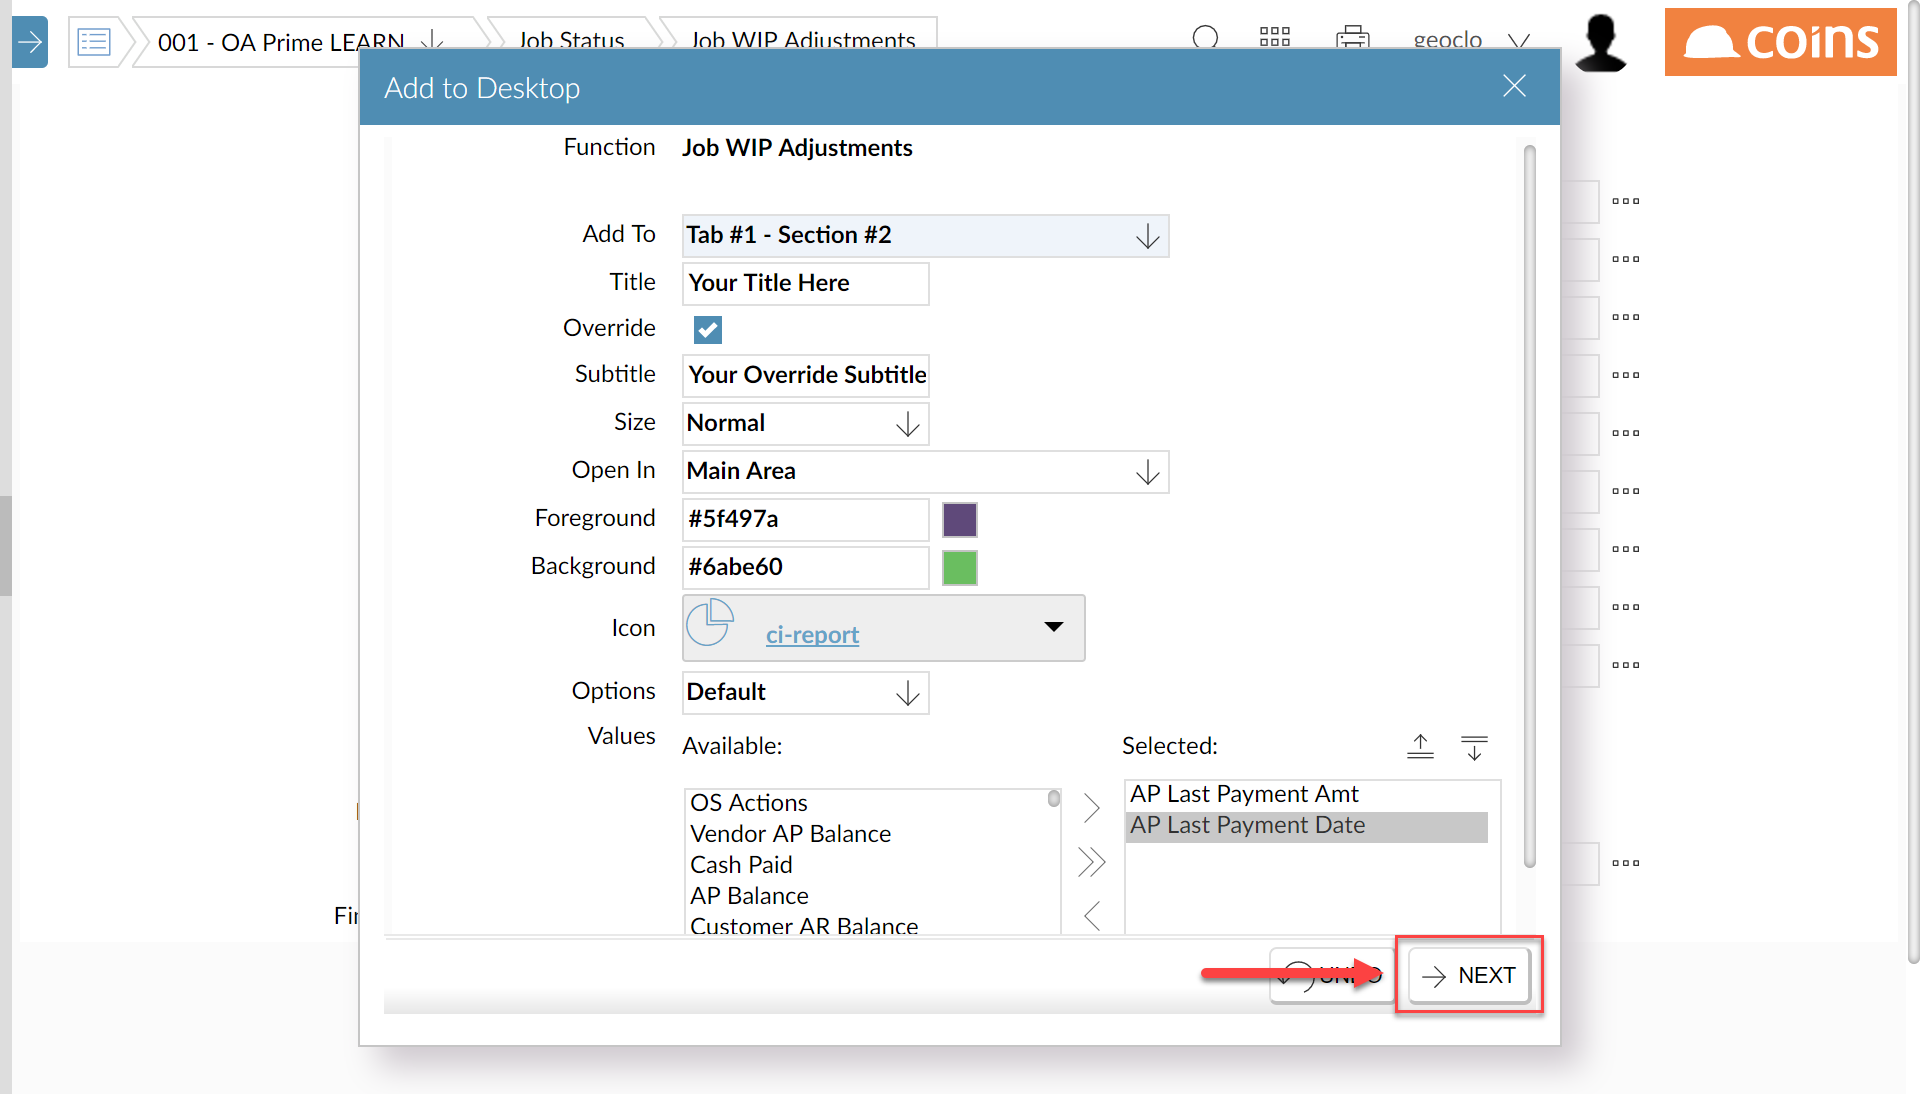 001 - OA Prime LEARN
Job Status
Job WIP Adjustments
geoclo
coins
Add to Desktop
Function Job WIP Adjustments
Add To Tab #1 - Section #2
Title Your Title Here
Override
Subtitle Your Override Subtitle
Size Normal
Open In Main Area
Foreground #5f497a
Background #6abe60
Icon ci-report
Options Default
Values Available: Selected:
OS Actions
Vendor AP Balance
Cash Paid
AP Balance
Customer AR Balance
AP Last Payment Amt
AP Last Payment Date
Fir
UNDO
NEXT